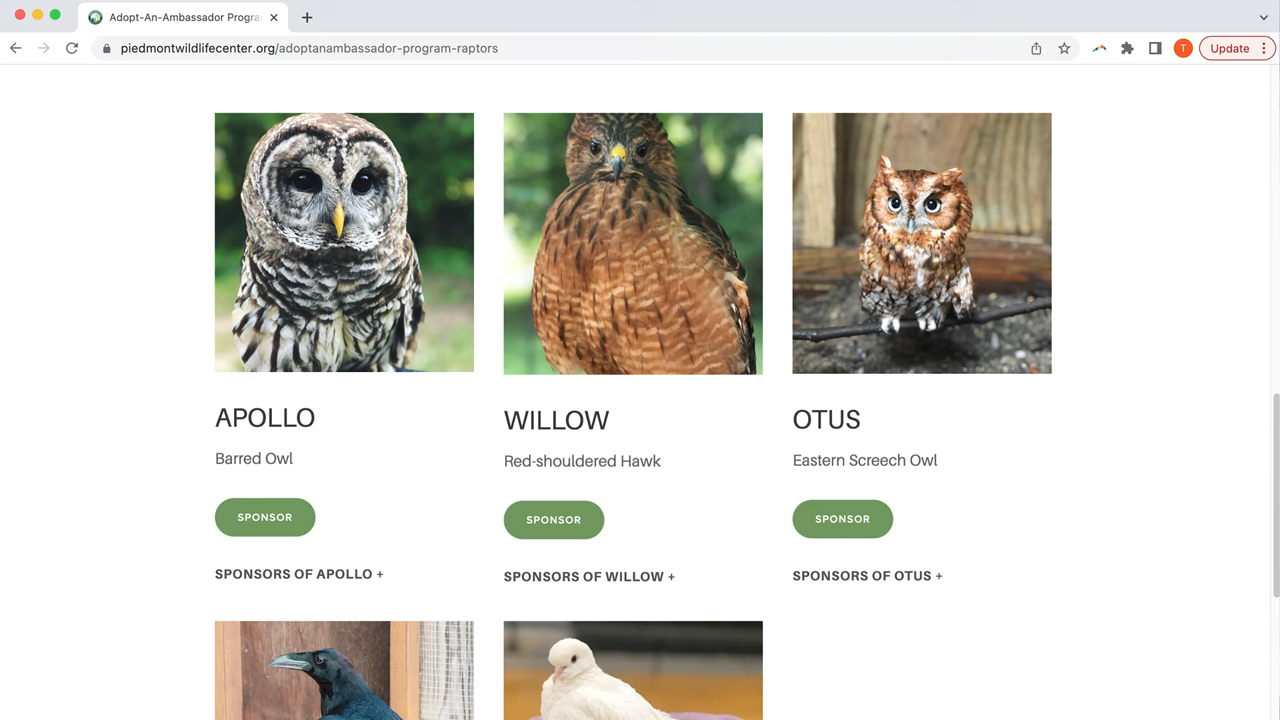 Adopt-An-Ambassador Progra
piedmontwildlifecenter.org/adoptanambassador-program-raptors
T
Update
APOLLO
Barred Owl
SPONSOR
SPONSORS OF APOLLO +
WILLOW
Red-shouldered Hawk
SPONSOR
SPONSORS OF WILLOW +
OTUS
Eastern Screech Owl
SPONSOR
SPONSORS OF OTUS +